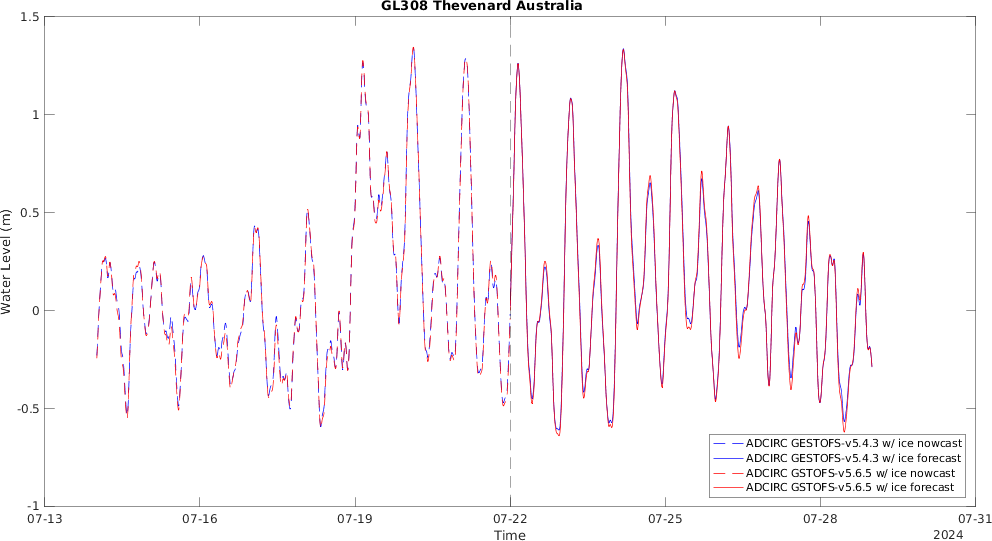 GL308 Thevenard Australia
1.5
1
0.5
0
-0.5
-1
Water Level (m)
07-13 07-16 07-19 07-22 07-25 07-28 07-31
Time
2024
ADCIRC GESTOFS-v5.4.3 w/ ice nowcast
ADCIRC GESTOFS-v5.4.3 w/ ice forecast
ADCIRC GSTOFS-v5.6.5 w/ ice nowcast
ADCIRC GSTOFS-v5.6.5 w/ ice forecast